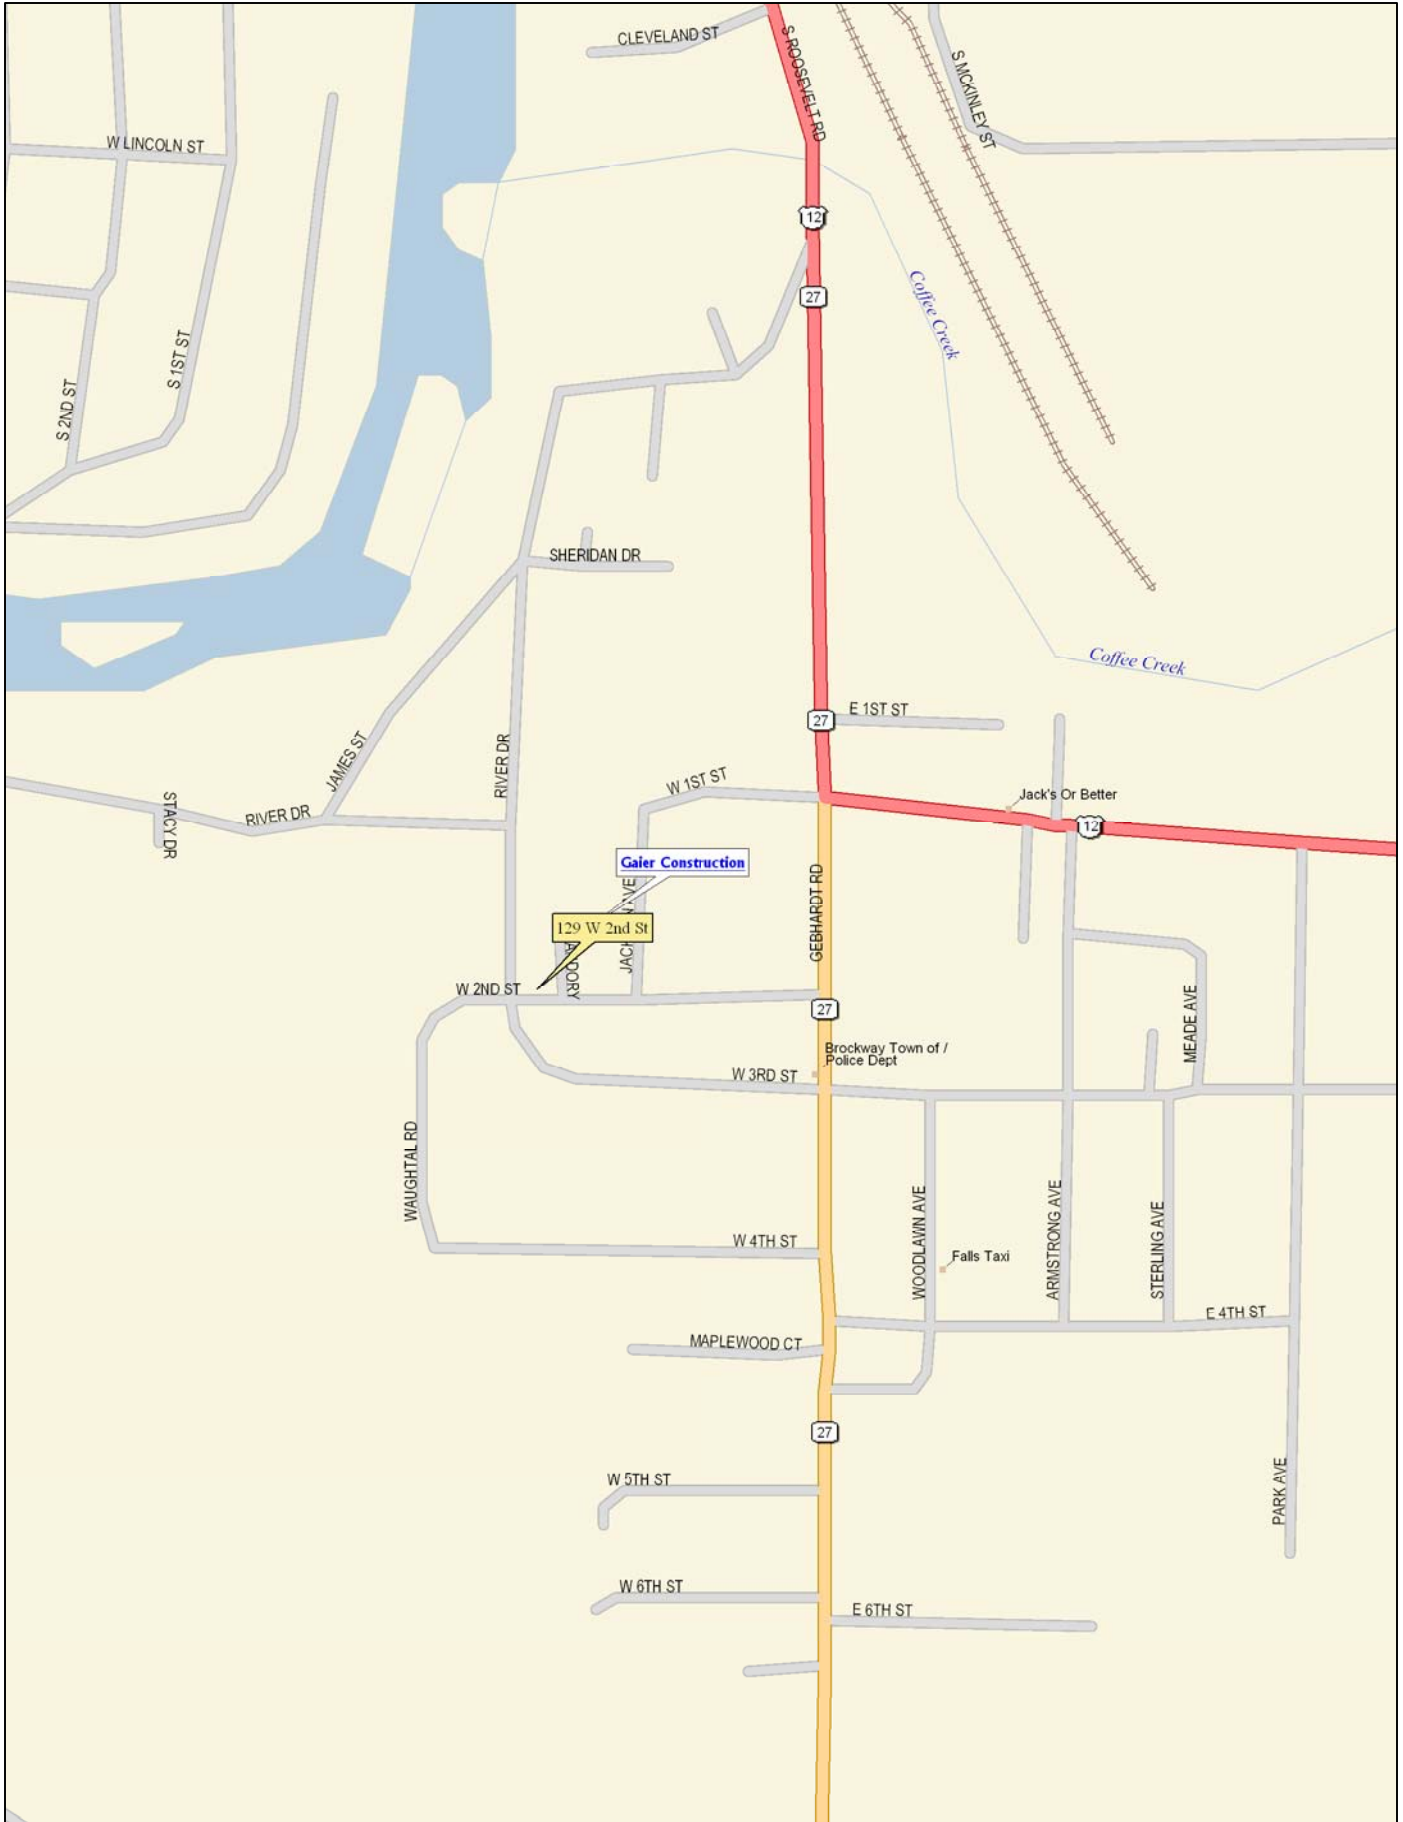 CLEVELAND ST
S ROOSEVELT RD
S MCKINLEY ST
W LINCOLN ST
12
27
Coffee Creek
S 1ST ST
S 2ND ST
SHERIDAN DR
Coffee Creek
E 1ST ST
27
JAMES ST
RIVER DR
W 1ST ST
Jack's Or Better
12
STACY DR
RIVER DR
Gaier Construction
GEBHARDT RD
129 W 2nd St
W 2ND ST
27
MEADE AVE
Brockway Town of /
Police Dept
W 3RD ST
WAUGHTAL RD
WOODLAWN AVE
ARMSTRONG AVE
STERLING AVE
W 4TH ST
Falls Taxi
E 4TH ST
MAPLEWOOD CT
27
W 5TH ST
PARK AVE
W 6TH ST
E 6TH ST